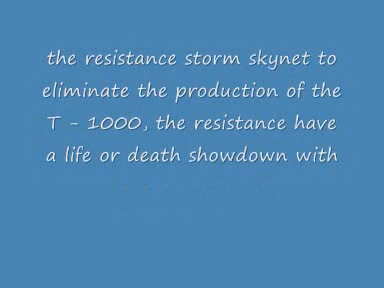 the resistance storm skynet to
eliminate the production of the
T - 1000, the resistance have
a life or death showdown with